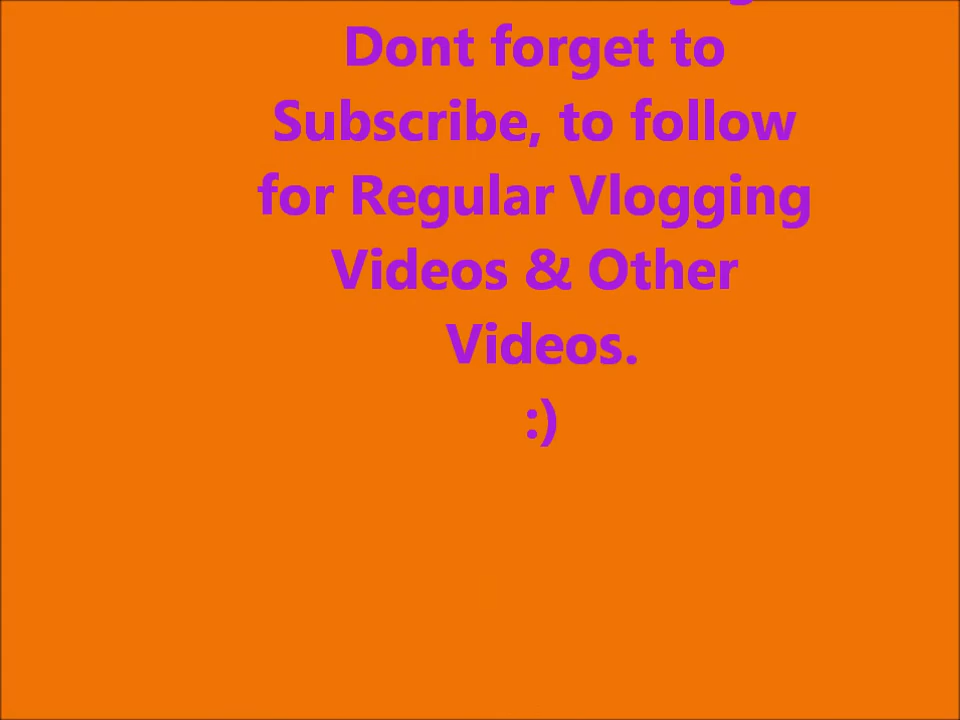 Dont forget to
Subscribe, to follow
for Regular Vlogging
Videos & Other
Videos.
:)